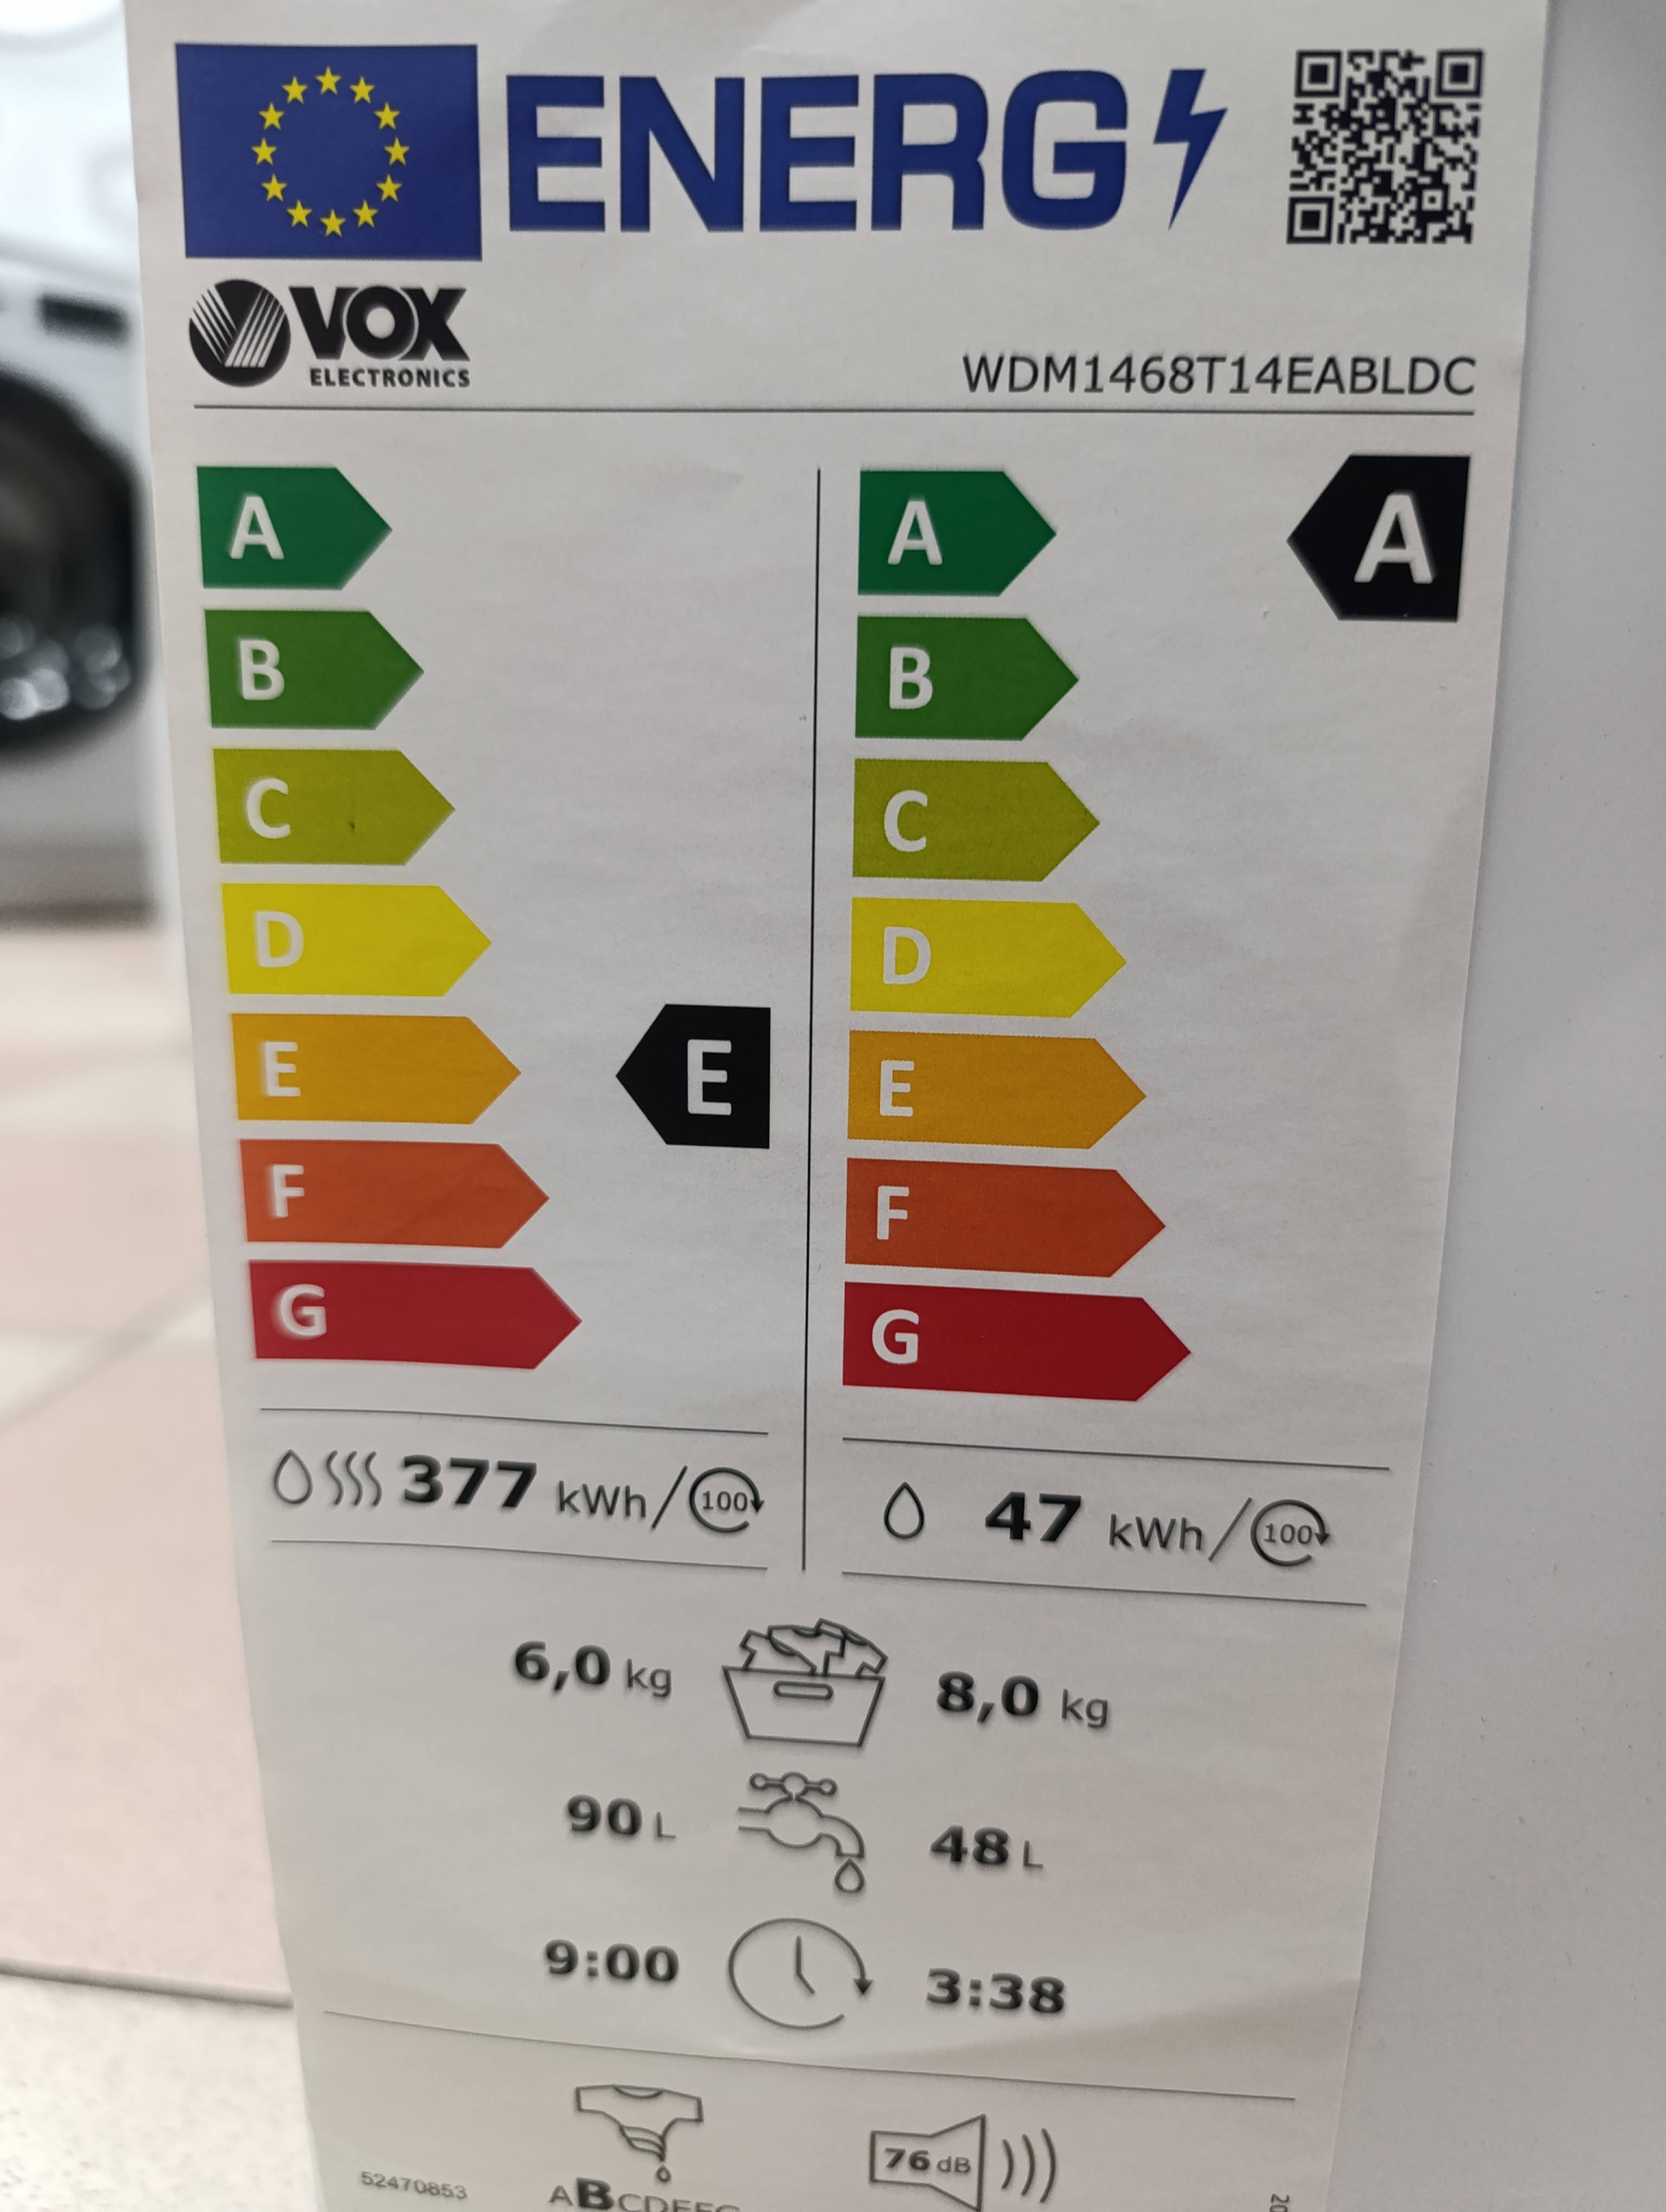 ENERG
VOX
ELECTRONICS
WDM1468T14EABLDC
A
B
C
D
E
F
G
E
A
B
C
D
E
F
G
A
377 kWh/100
47 kWh/100
6,0 kg 8,0 kg
90 L 48 L
9:00 3:38
76 dB
52470853
ABCDEFG